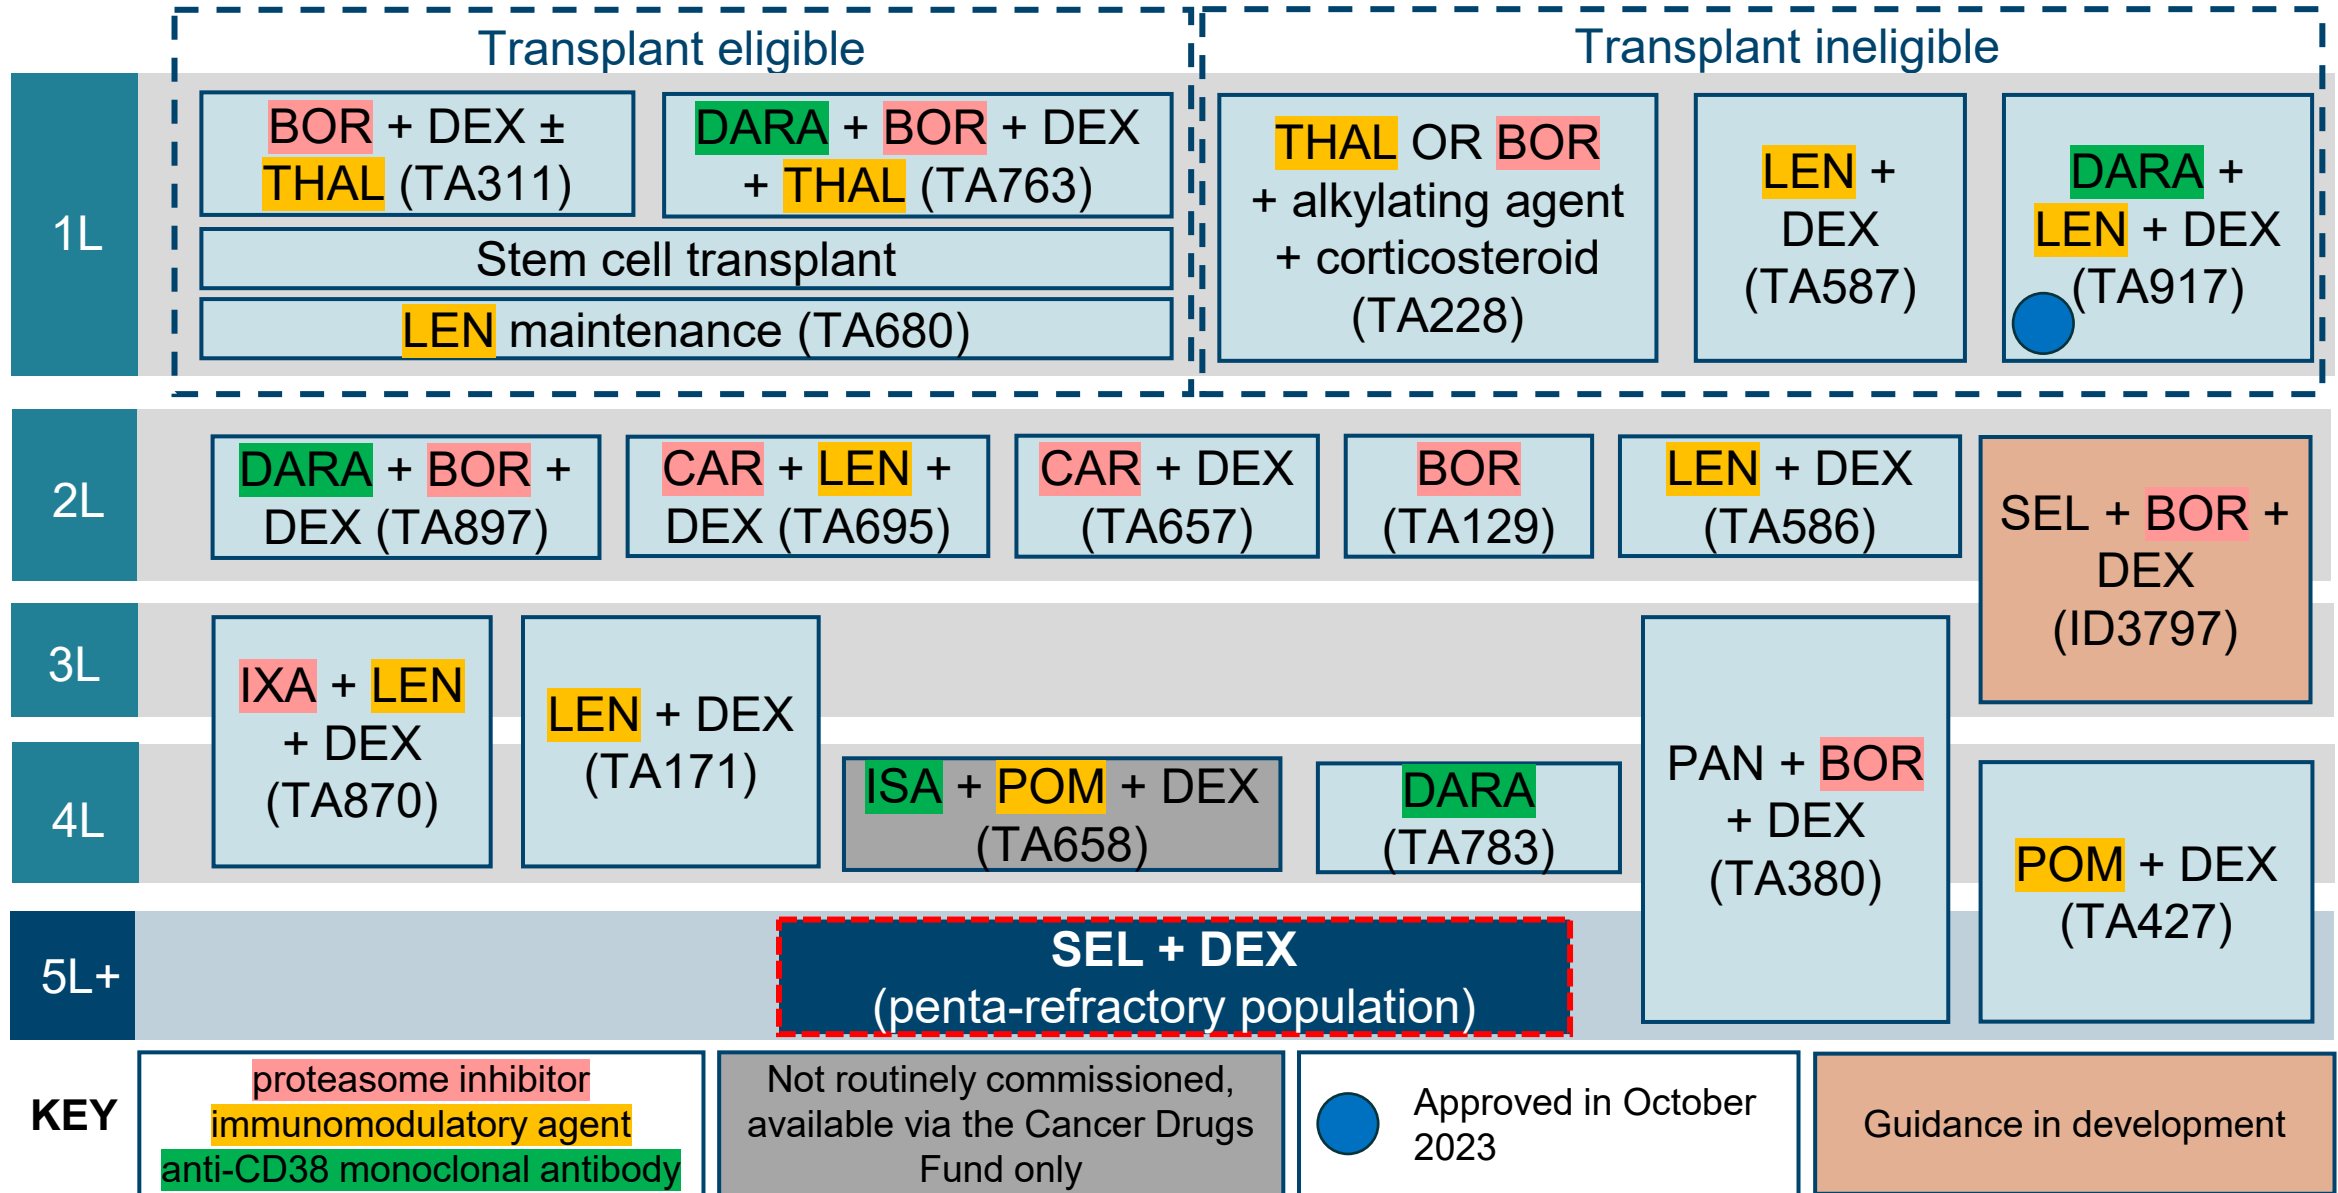 Transplant eligible
Transplant ineligible
1L
BOR + DEX ±
THAL (TA311)
DARA + BOR + DEX
+ THAL (TA763)
Stem cell transplant
LEN maintenance (TA680)
THAL OR BOR
+ alkylating agent
+ corticosteroid
(TA228)
LEN +
DEX
(TA587)
DARA +
LEN + DEX
(TA917)
2L
DARA + BOR +
DEX (TA897)
CAR + LEN +
DEX (TA695)
CAR + DEX
(TA657)
BOR
(TA129)
LEN + DEX
(TA586)
SEL + BOR +
DEX
(ID3797)
3L
IXA + LEN
+ DEX
(TA870)
LEN + DEX
(TA171)
PAN + BOR
+ DEX
(TA380)
4L
ISA + POM + DEX
(TA658)
DARA
(TA783)
POM + DEX
(TA427)
5L+
SEL + DEX
(penta-refractory population)
KEY
proteasome inhibitor
immunomodulatory agent
anti-CD38 monoclonal antibody
Not routinely commissioned,
available via the Cancer Drugs
Fund only
Approved in October
2023
Guidance in development